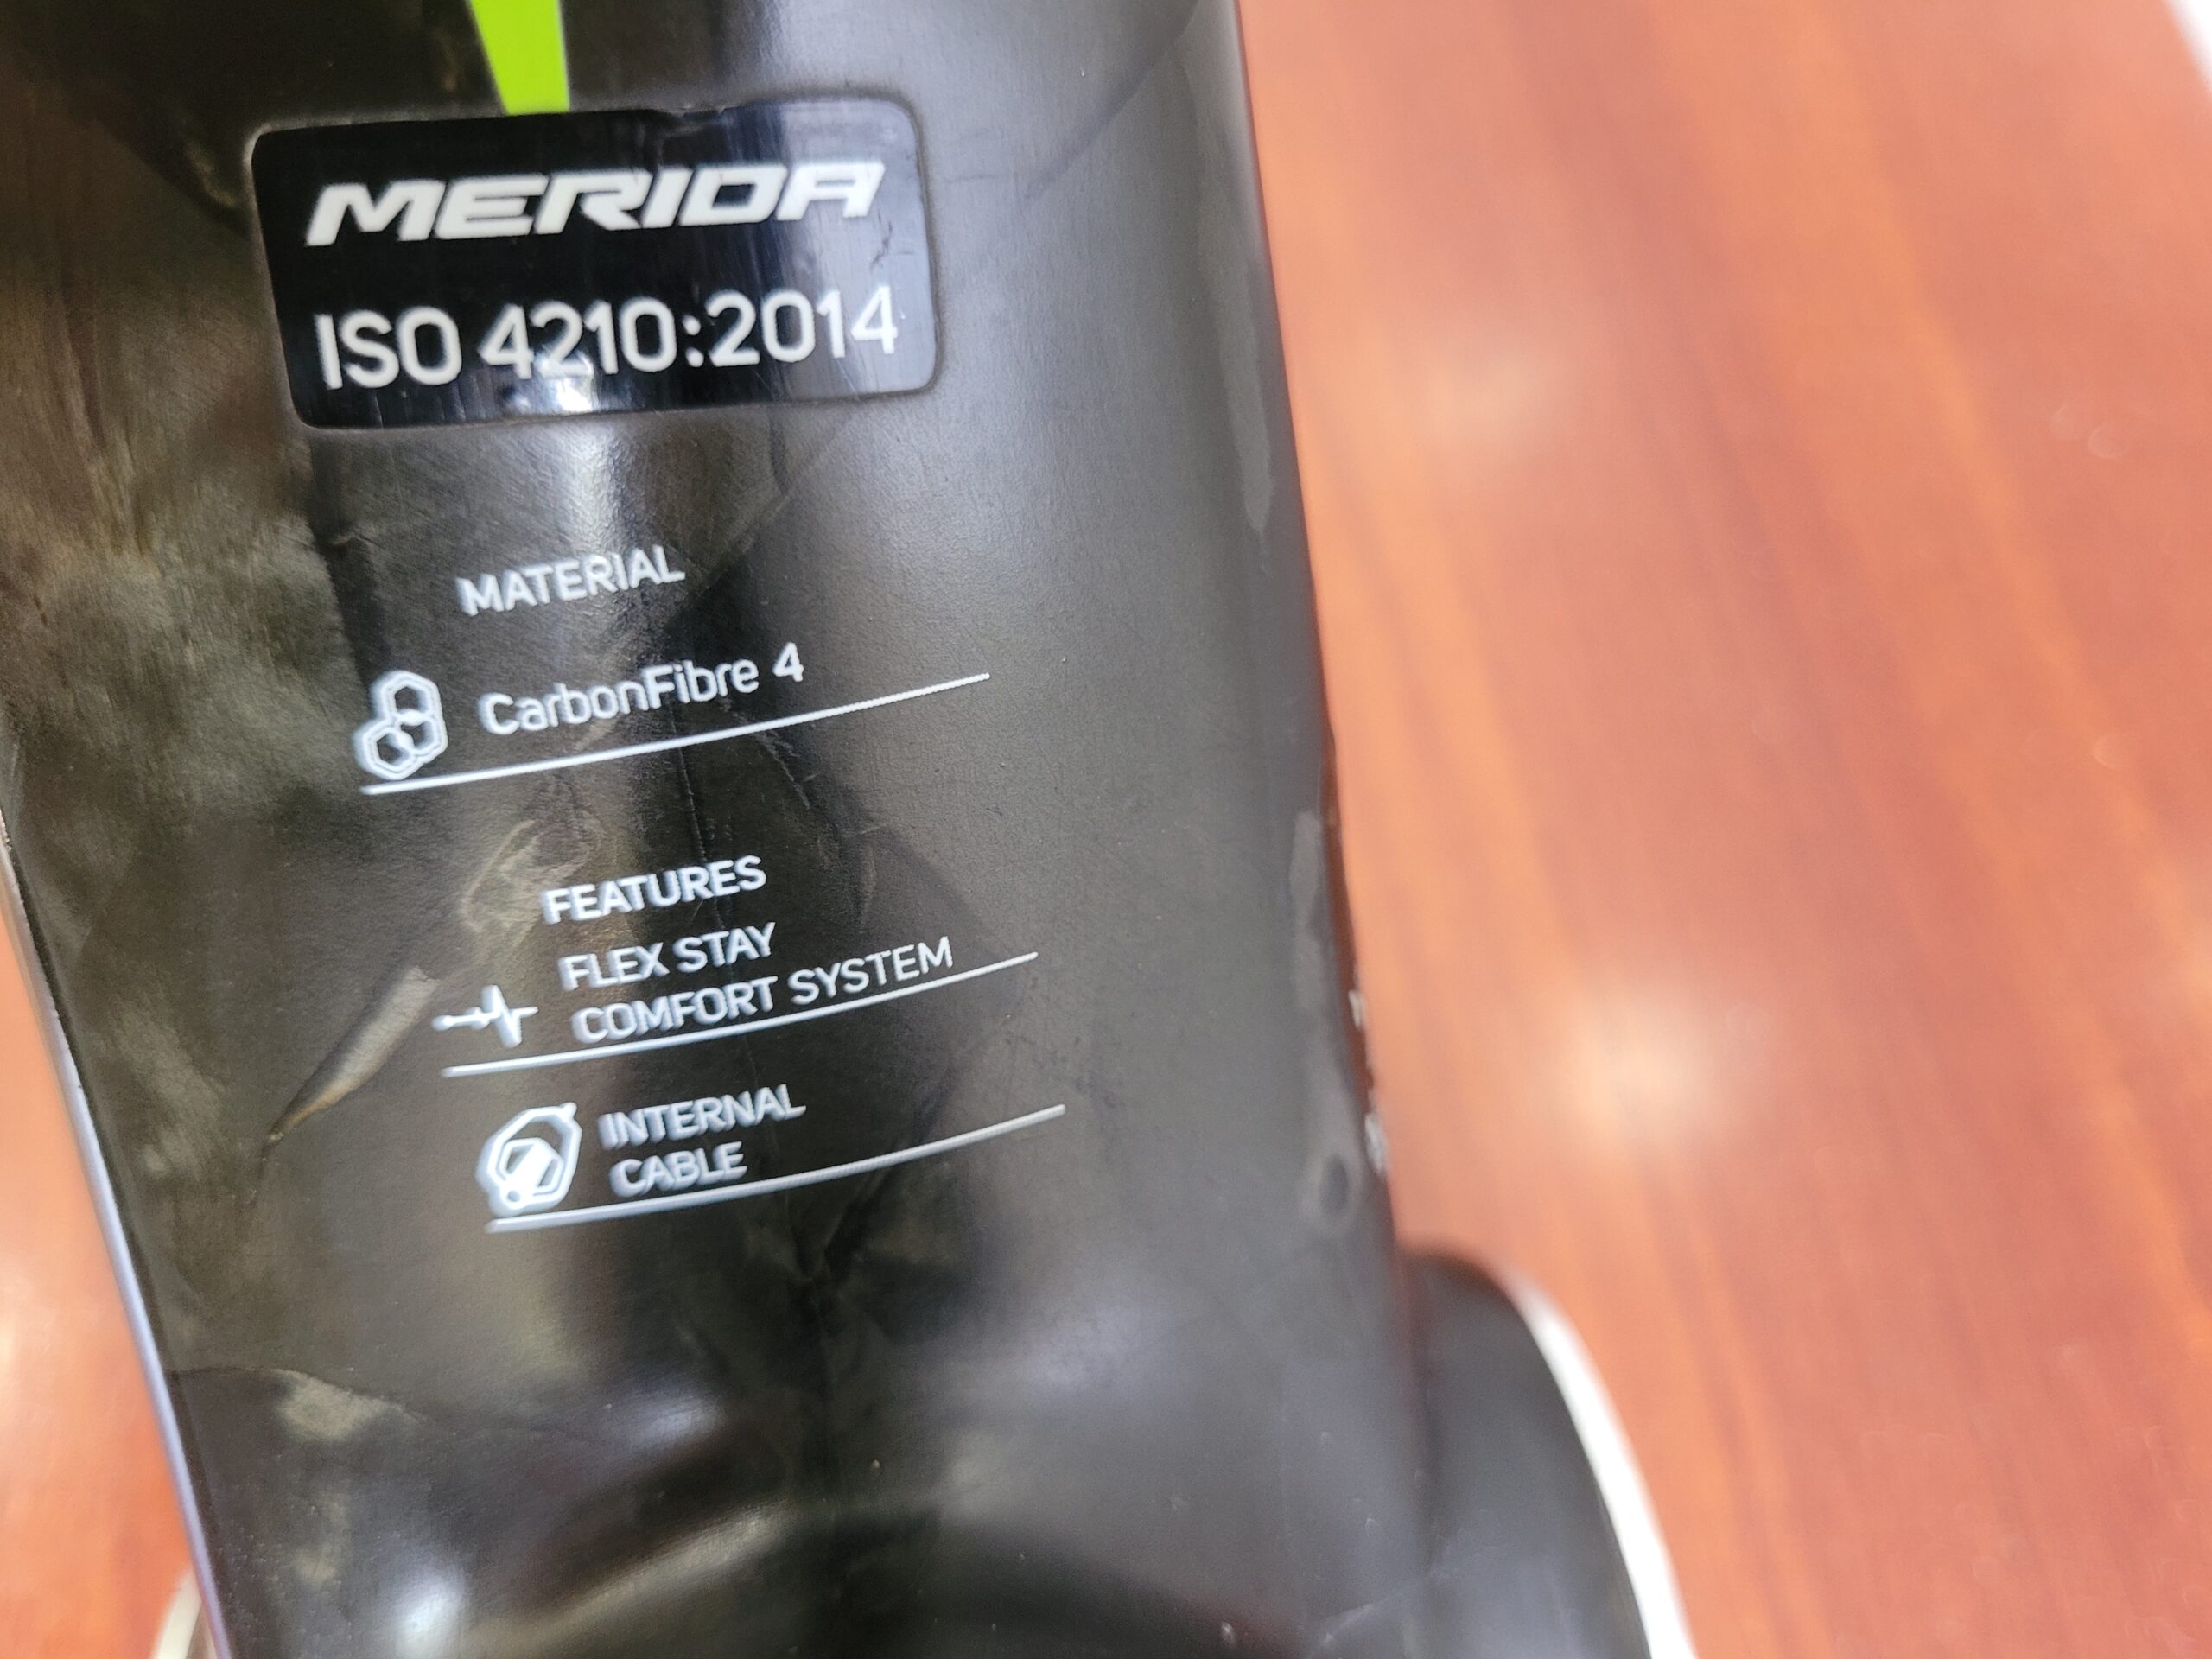 MERIDA
ISO 4210:2014
MATERIAL
CarbonFibre 4
FEATURES
FLEX STAY
COMFORT SYSTEM
INTERNAL
CABLE